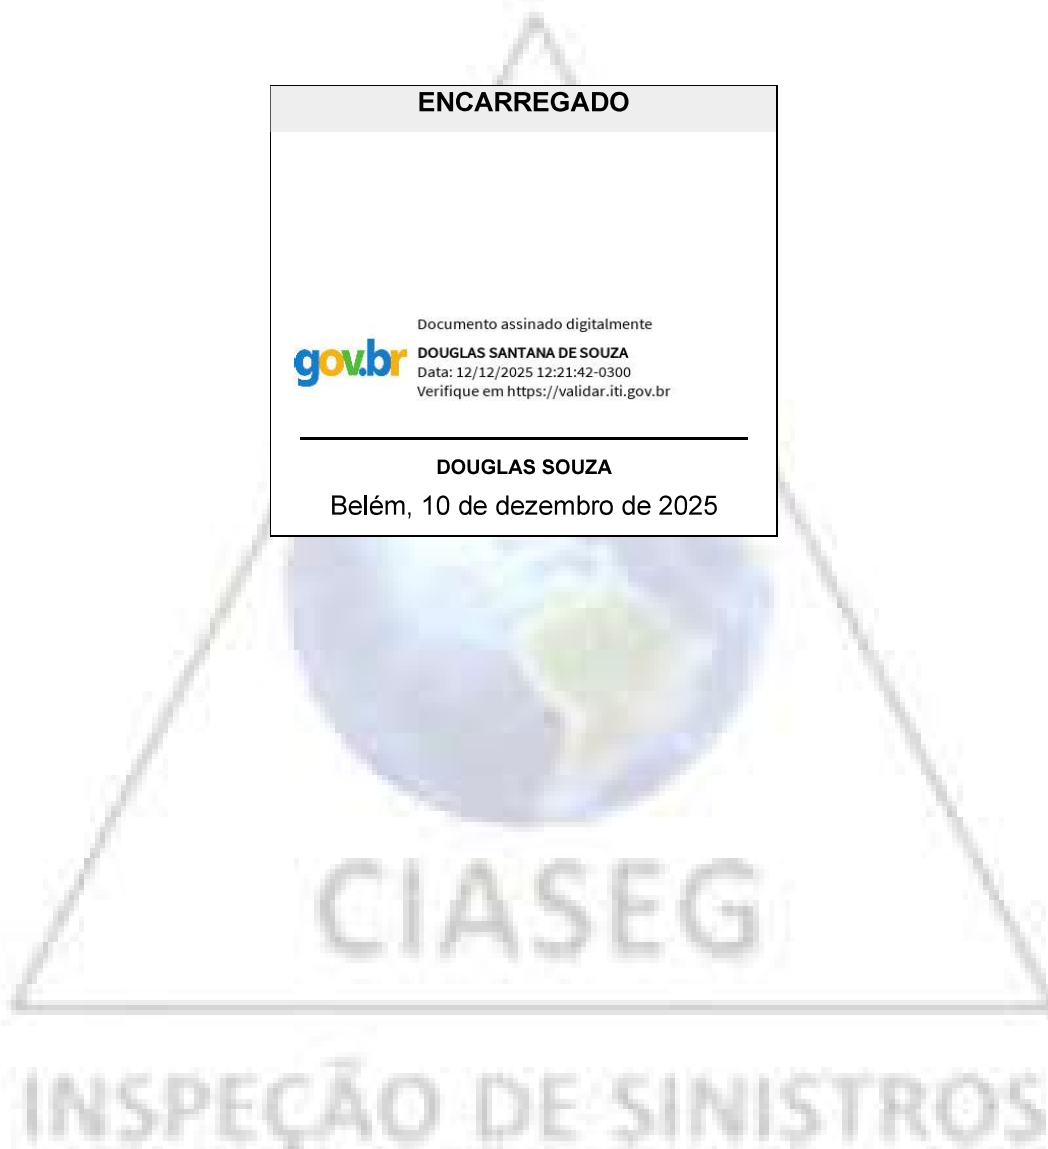 ENCARREGADO
Documento assinado digitalmente
gov.br
DOUGLAS SANTANA DE SOUZA
Data: 12/12/2025 12:21:42-0300
Verifique em https://validar.iti.gov.br
DOUGLAS SOUZA
Belém, 10 de dezembro de 2025
CIASEG
INSPEÇÃO DE SINISTROS